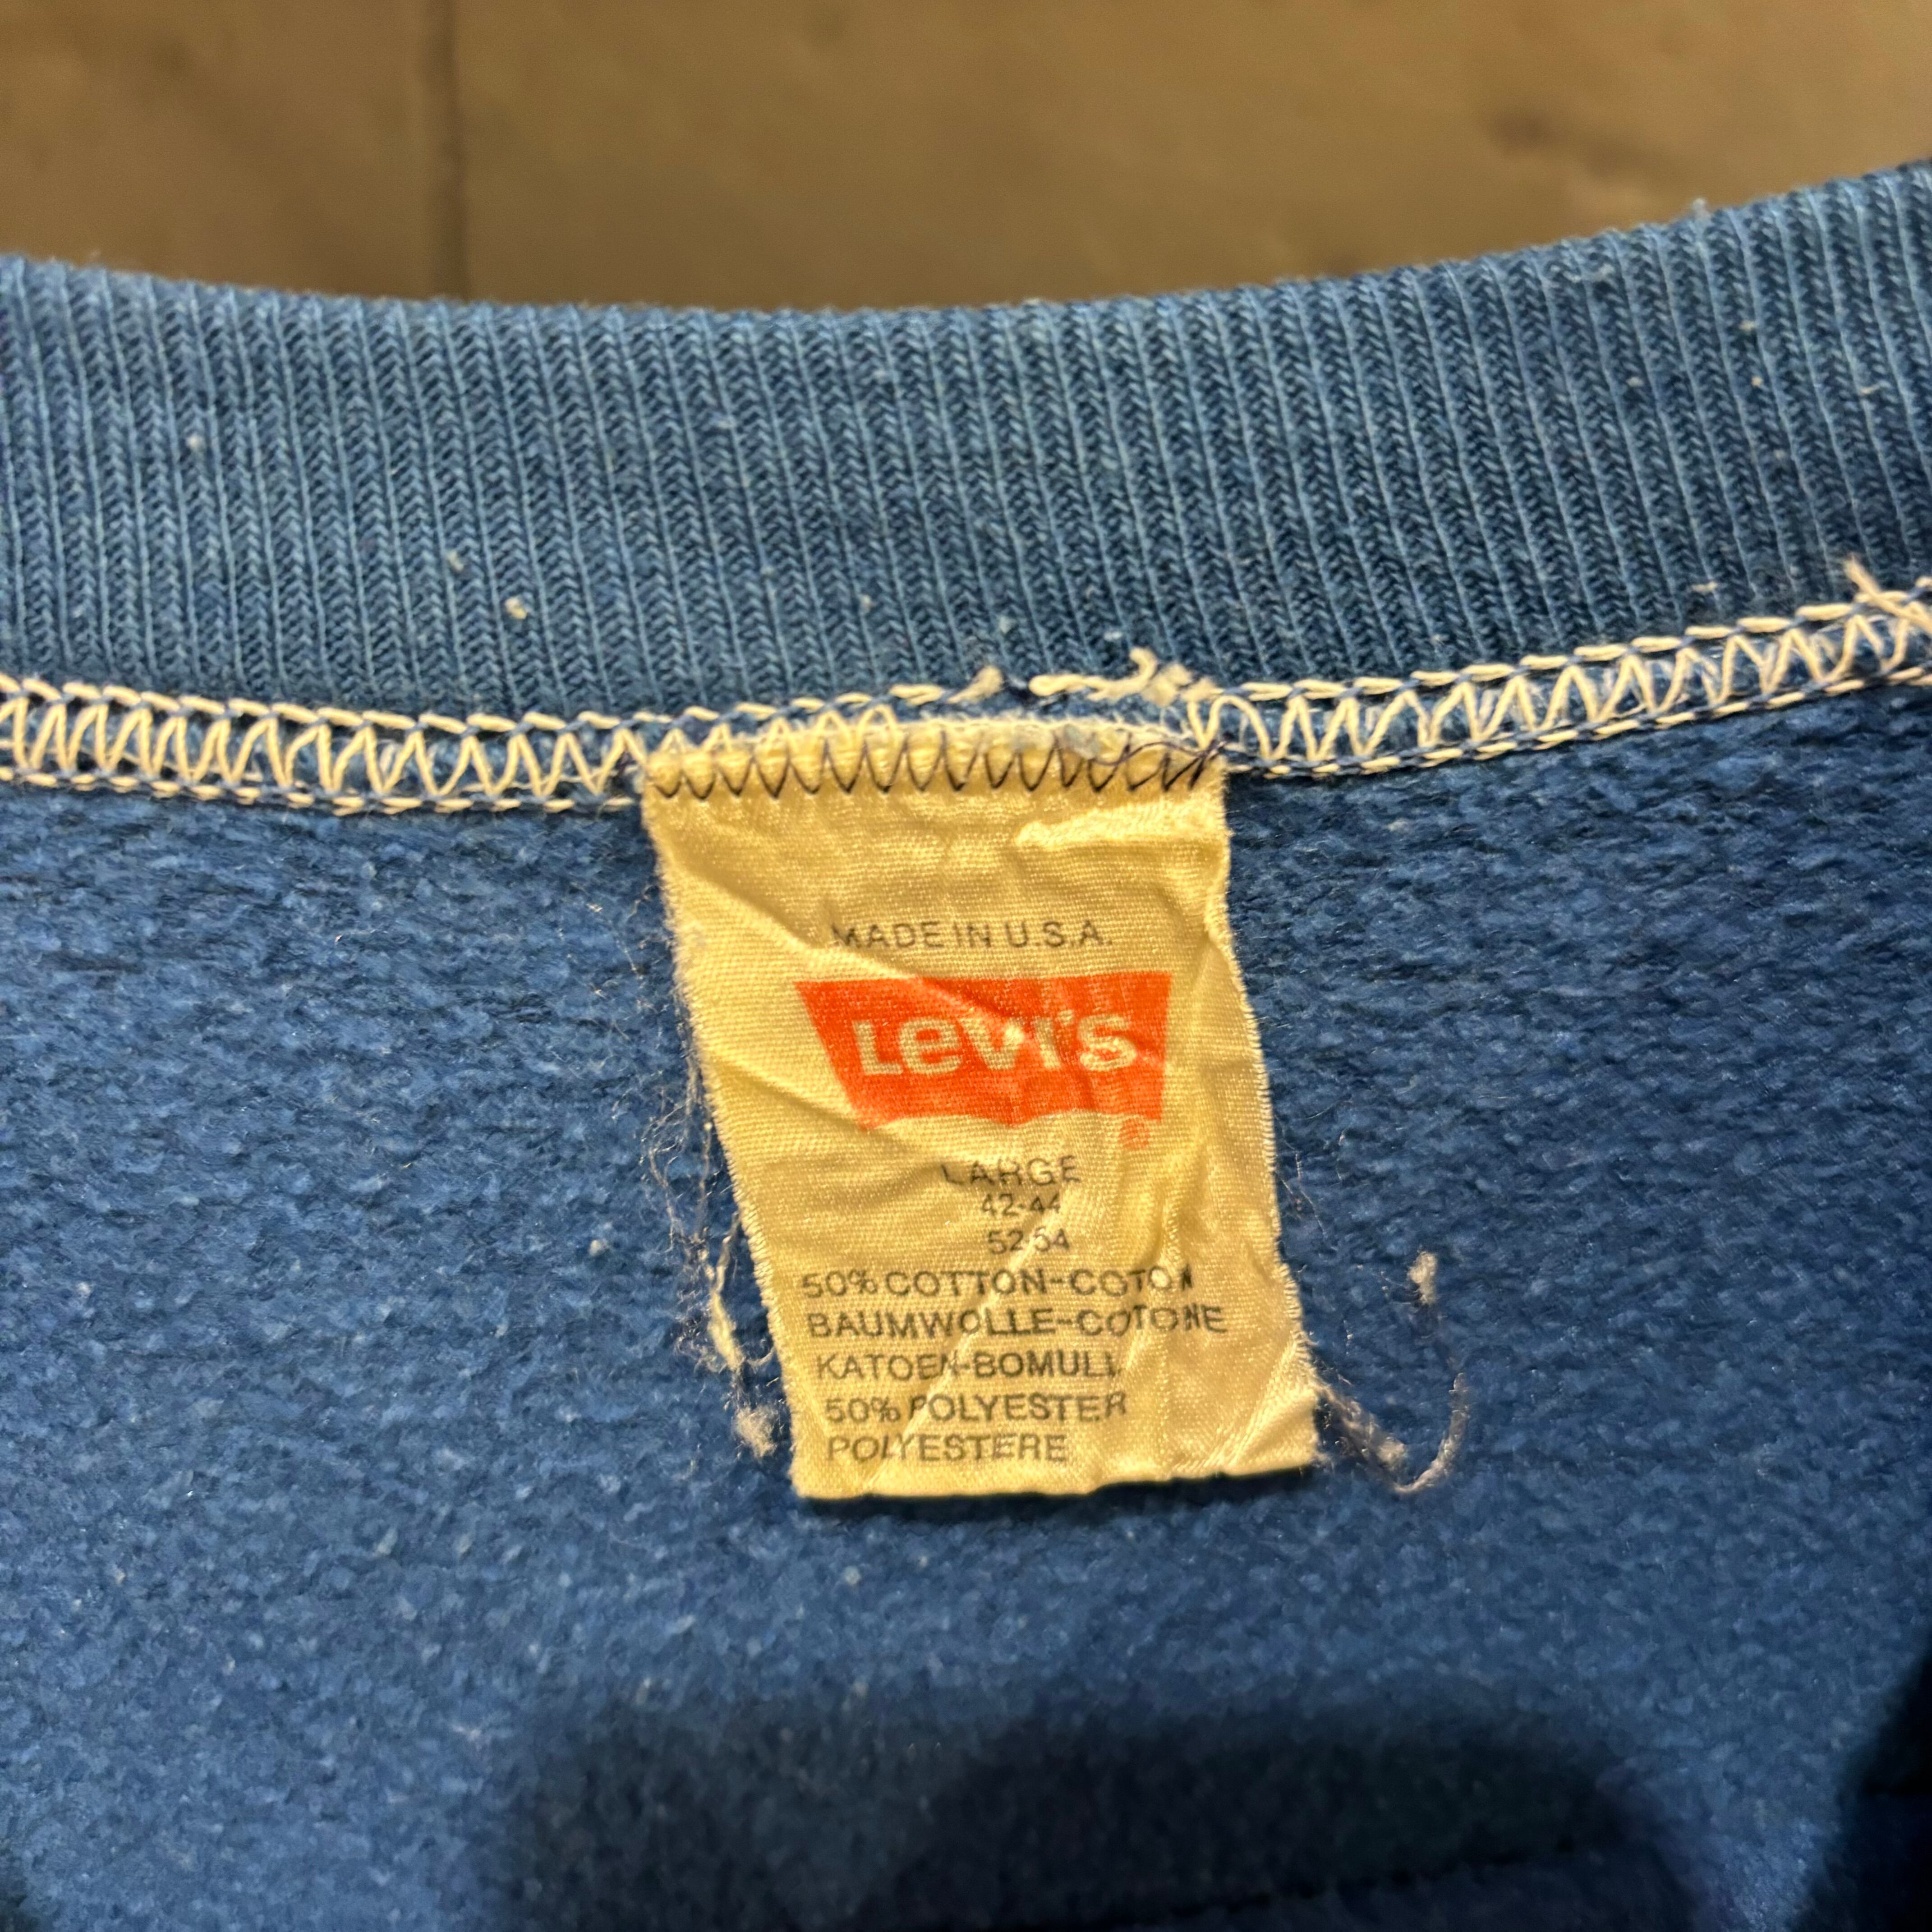 MADE IN U.S.A.
Levi's
®
LARGE
42-44
52-54
50% COTTON-COTON
BAUMWOLLE-COTONE
KATOEN-BOMULL
50% POLYESTER
POLYESTERE